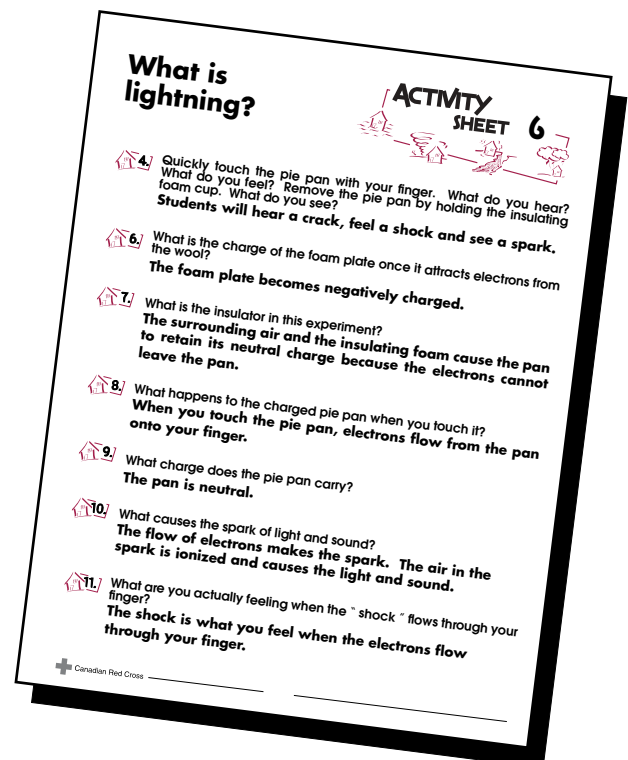 What is
lightning?
ACTIVITY
SHEET 6
4. Quickly touch the pie pan with your finger. What do you hear?
What do you feel? Remove the pie pan by holding the insulating
foam cup. What do you see?
Students will hear a crack, feel a shock and see a spark.
6. What is the charge of the foam plate once it attracts electrons from
the wool?
The foam plate becomes negatively charged.
7. What is the insulator in this experiment?
The surrounding air and the insulating foam cause the pan
to retain its neutral charge because the electrons cannot
leave the pan.
8. What happens to the charged pie pan when you touch it?
When you touch the pie pan, electrons flow from the pan
onto your finger.
9. What charge does the pie pan carry?
The pan is neutral.
10. What causes the spark of light and sound?
The flow of electrons makes the spark. The air in the
spark is ionized and causes the light and sound.
11. What are you actually feeling when the " shock " flows through your
finger?
The shock is what you feel when the electrons flow
through your finger.
Canadian Red Cross